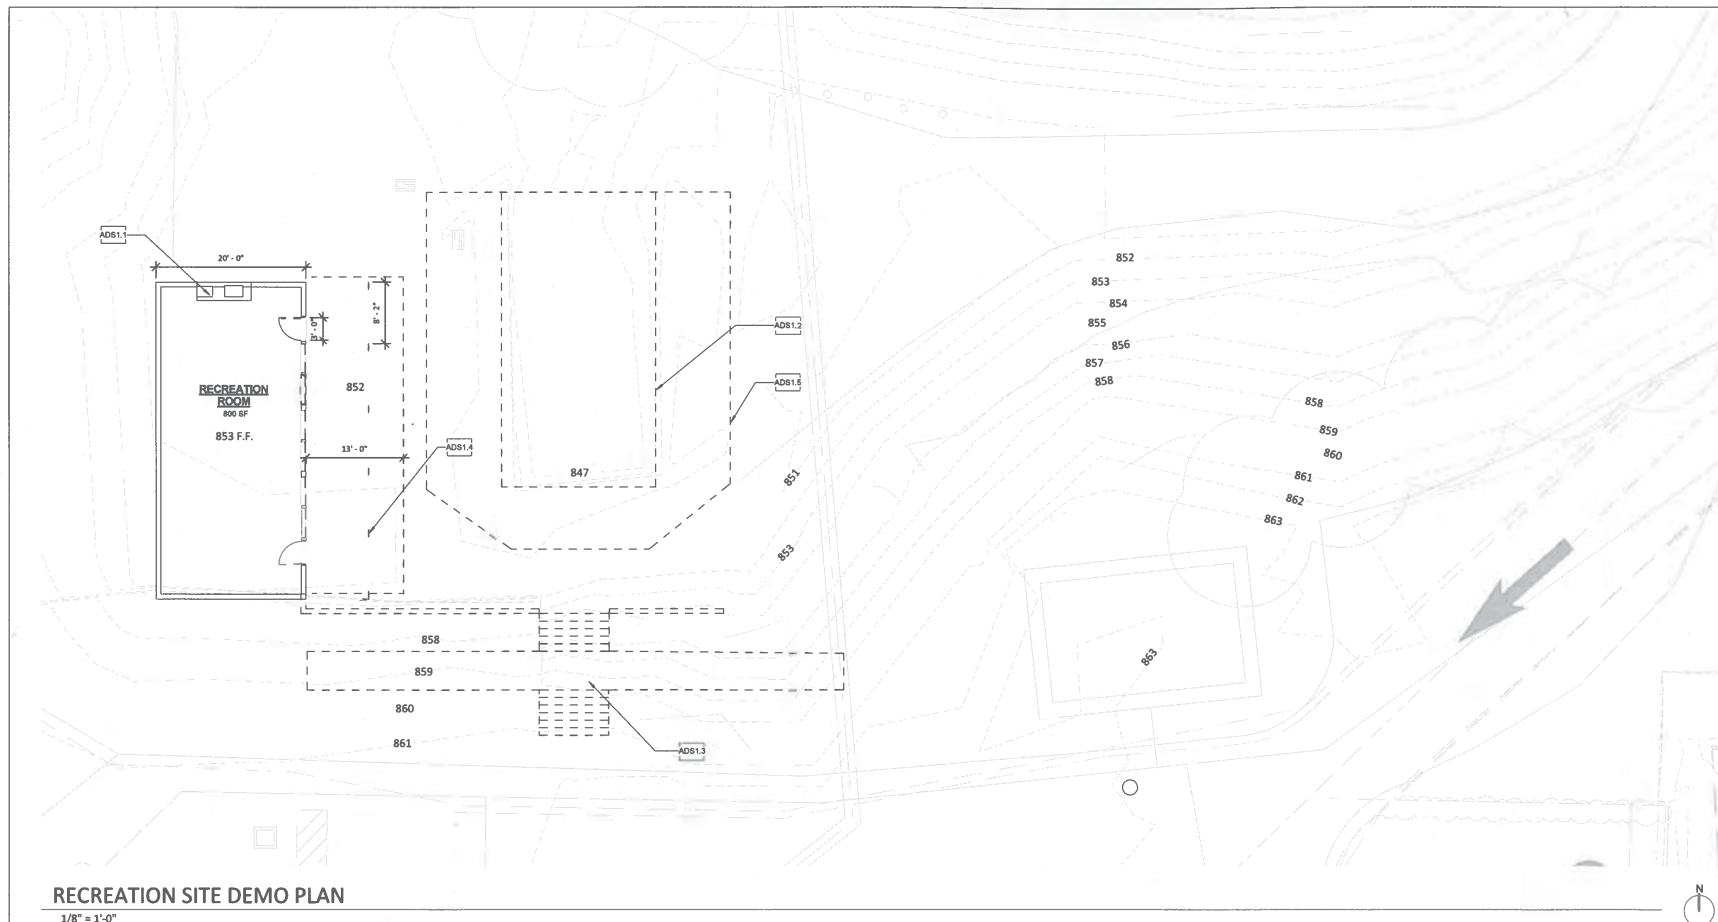 ADS1.1
20' - 0"
8' - 2"
3' - 0"
ADS1.2
ADS1.5
RECREATION
ROOM
800 SF
853 F.F.
852
13' - 0"
ADS1.4
847
851
853
852
853
854
855
856
857
858
858
859
860
861
862
863
863
858
859
860
861
ADS1.3
RECREATION SITE DEMO PLAN
1/8" = 1'-0"
N